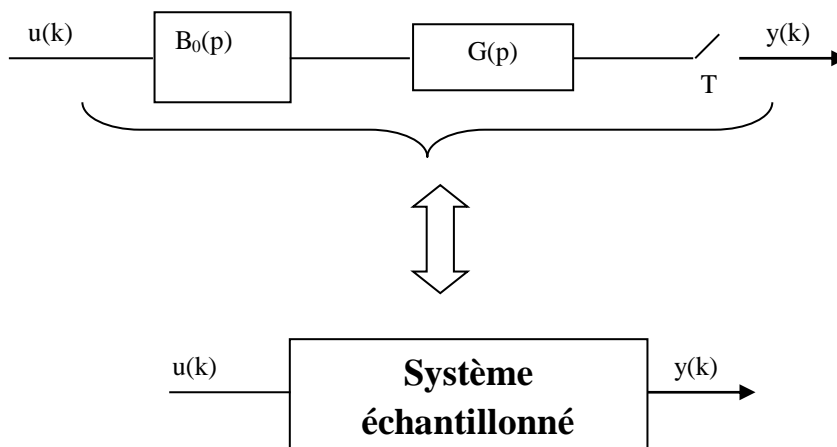 u(k)
B₀(p)
G(p)
T
y(k)
u(k)
Système
échantillonné
y(k)